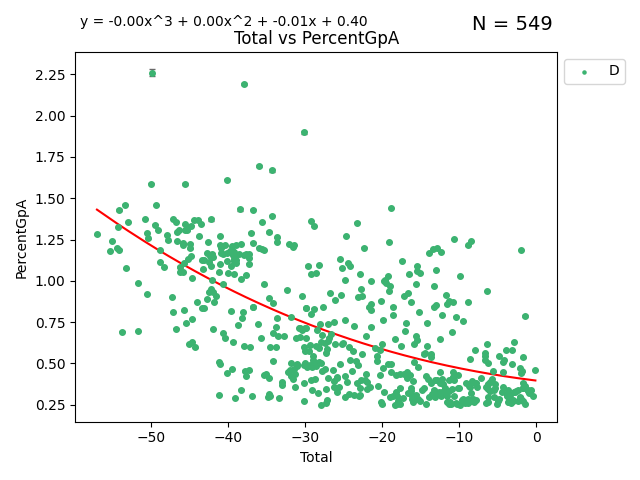 y = -0.00x^3 + 0.00x^2 + -0.01x + 0.40
N = 549
Total vs PercentGpA
D
2.25
2.00
1.75
1.50
1.25
1.00
0.75
0.50
0.25
PercentGpA
−50 −40 −30 −20 −10 0
Total